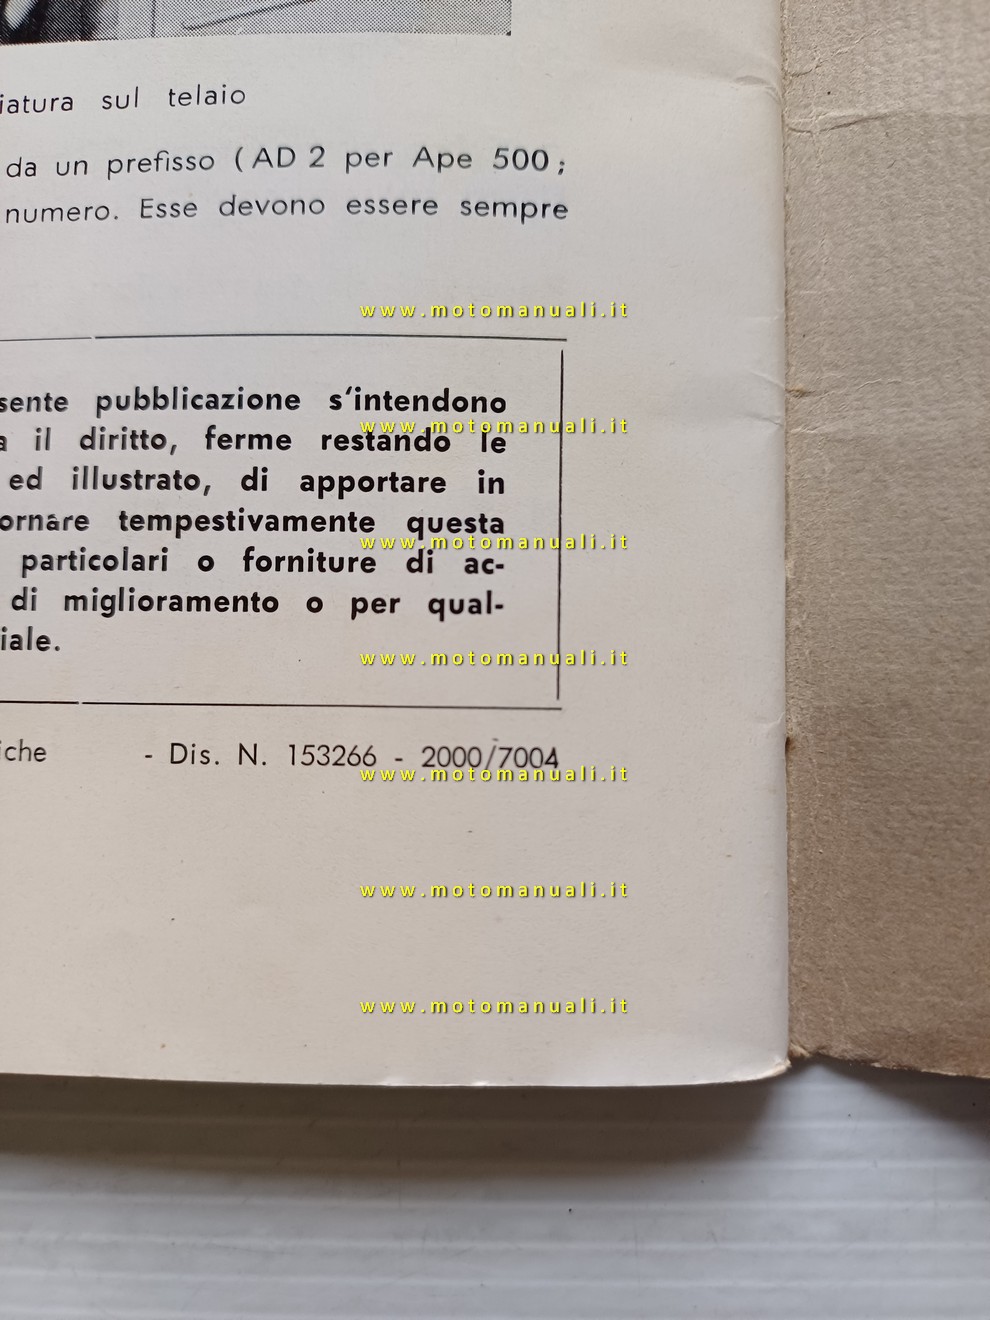 iatura sul telaio
da un prefisso (AD 2 per Ape 500;
numero. Esse devono essere sempre
www.motomanuali.it
sente pubblicazione s'intendono
www.motomanuali.it
a il diritto, ferme restando le
ed illustrato, di apportare in
ornare tempestivamente questa
www.motomanuali.it
particolari o forniture di ac-
di miglioramento o per qual-
iale.
www.motomanuali.it
iche - Dis. N. 153266 - 2000/7004
www.motomanuali.it
www.motomanuali.it
www.motomanuali.it